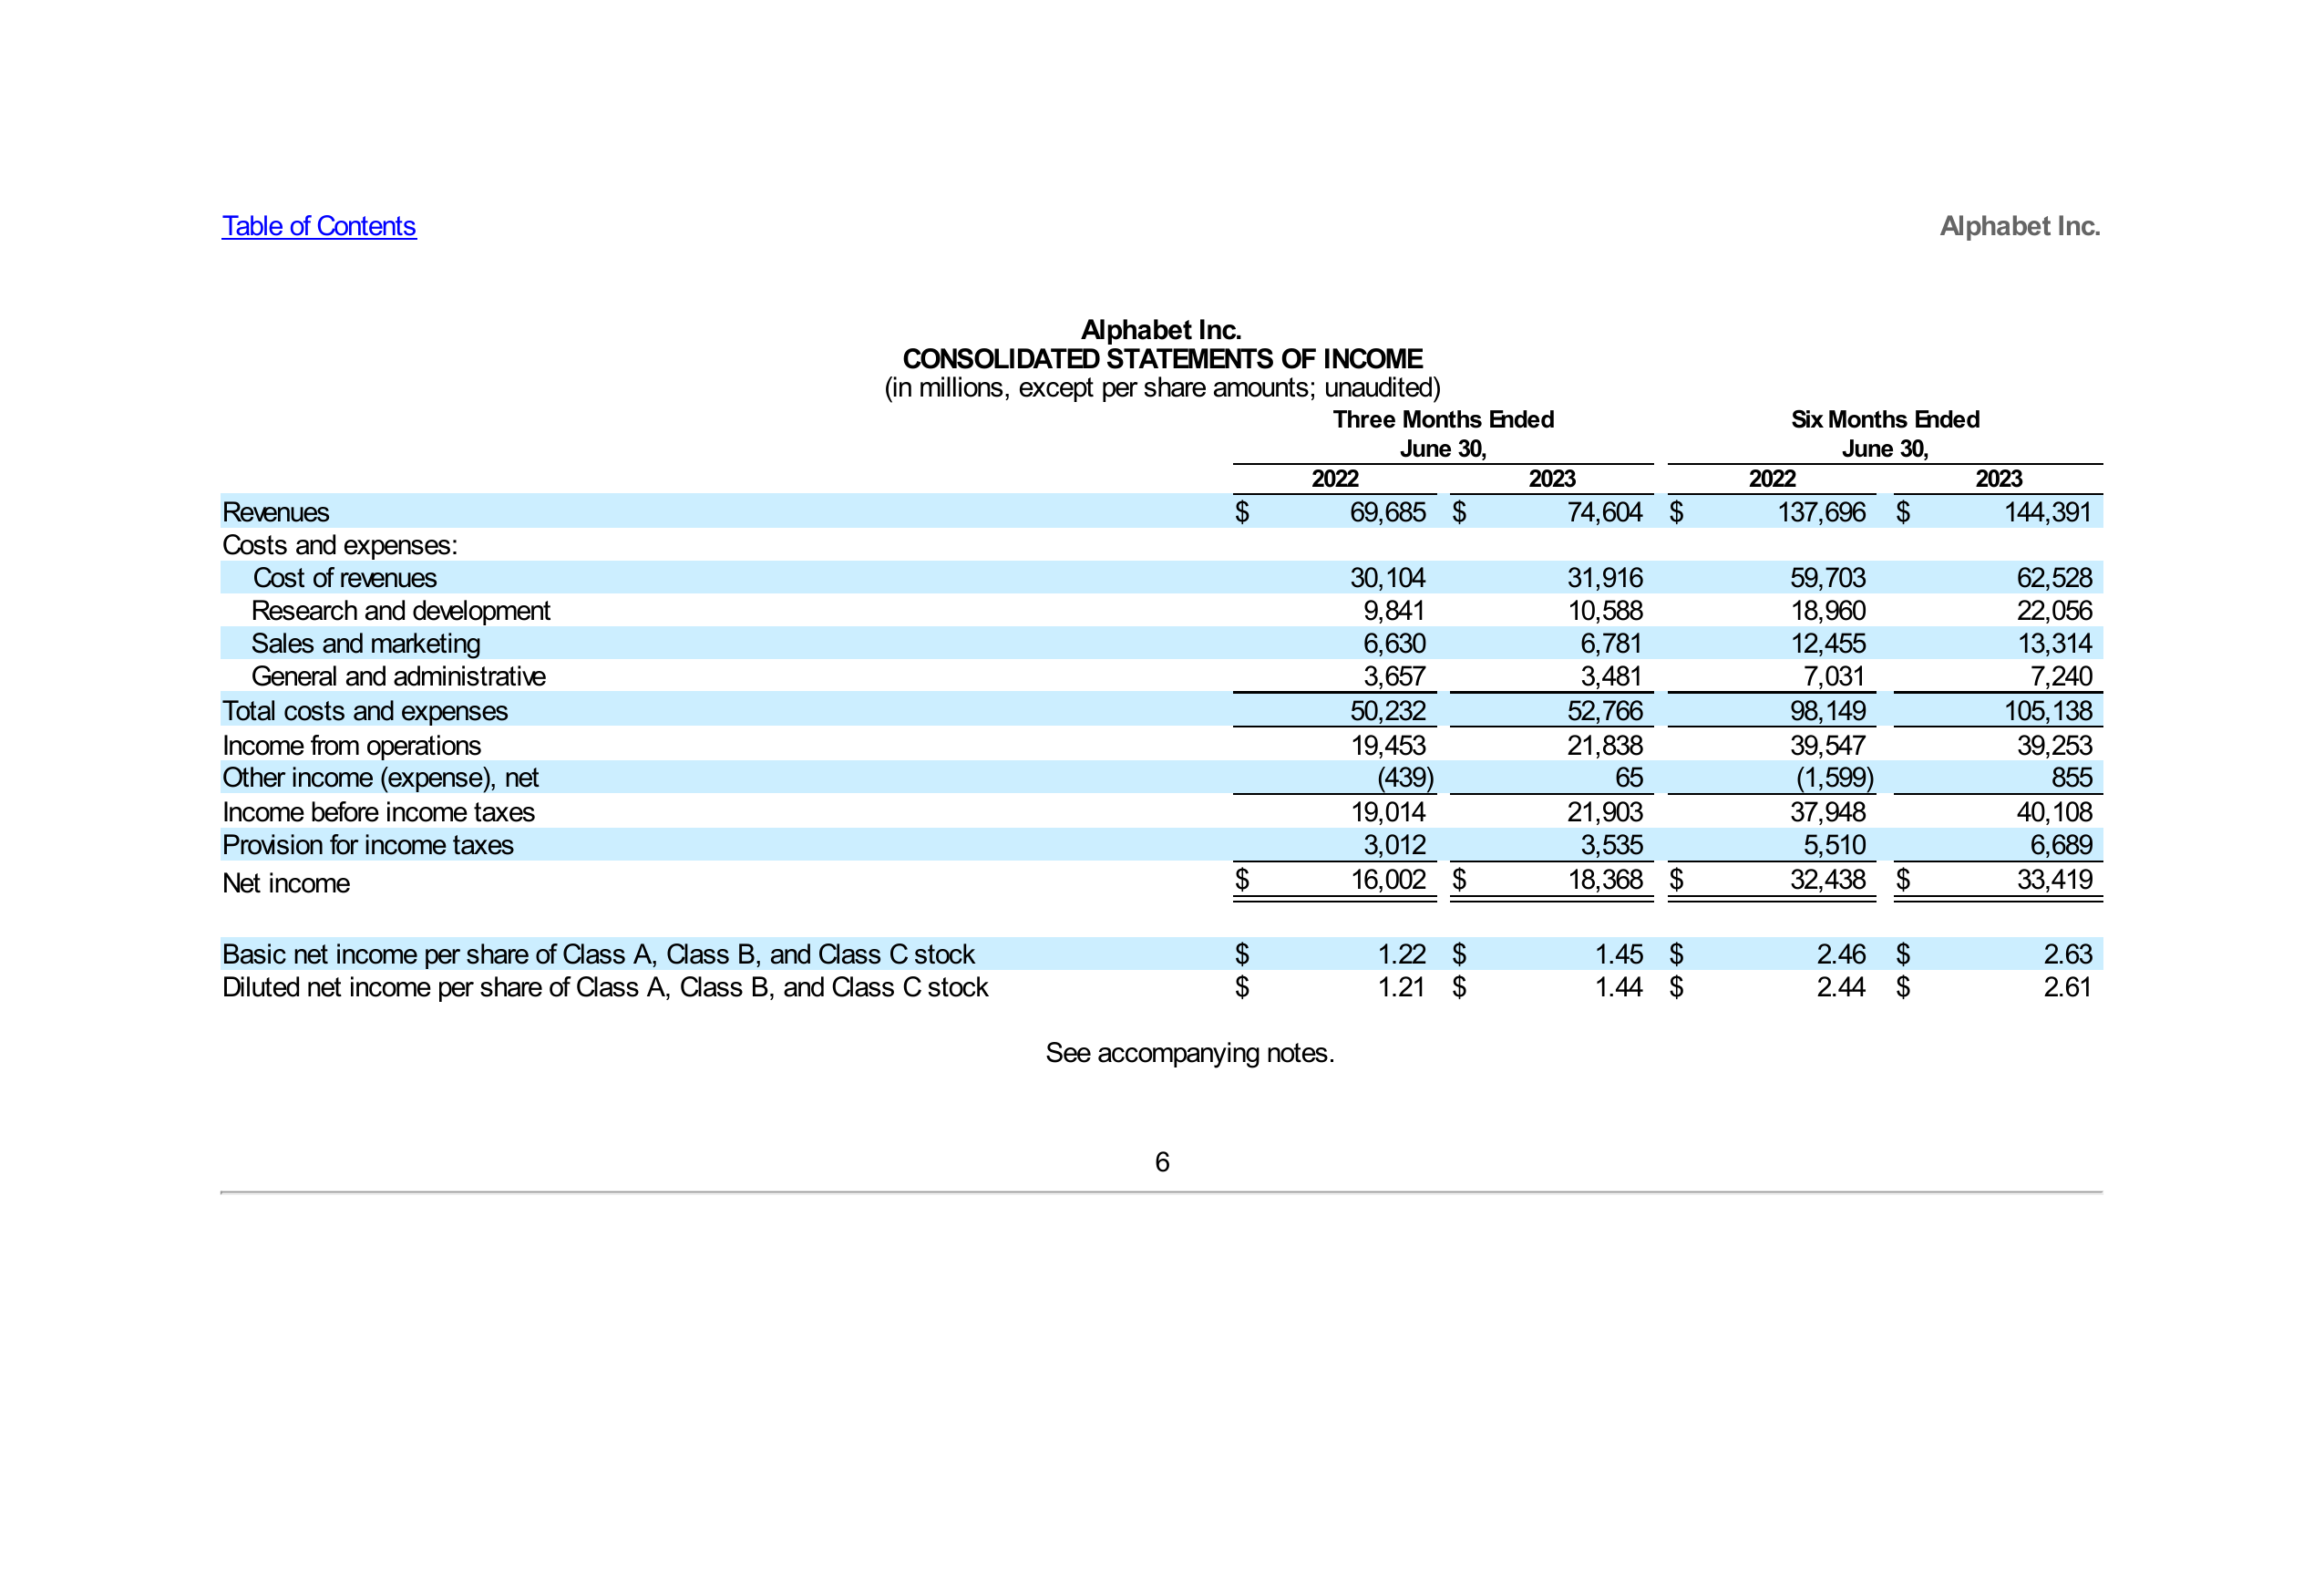 Table of Contents Alphabet Inc.
Alphabet Inc.
CONSOLIDATED STATEMENTS OF INCOME
(in millions, except per share amounts; unaudited)
Three Months Ended Six Months Ended
June 30, June 30,
2022 2023 2022 2023
Revenues $ 69,685 $ 74,604 $ 137,696 $ 144,391
Costs and expenses:
Cost of revenues 30,104 31,916 59,703 62,528
Research and development 9,841 10,588 18,960 22,056
Sales and marketing 6,630 6,781 12,455 13,314
General and administrative 3,657 3,481 7,031 7,240
Total costs and expenses 50,232 52,766 98,149 105,138
Income from operations 19,453 21,838 39,547 39,253
Other income (expense), net (439) 65 (1,599) 855
Income before income taxes 19,014 21,903 37,948 40,108
Provision for income taxes 3,012 3,535 5,510 6,689
Net income $ 16,002 $ 18,368 $ 32,438 $ 33,419
Basic net income per share of Class A, Class B, and Class C stock $ 1.22 $ 1.45 $ 2.46 $ 2.63
Diluted net income per share of Class A, Class B, and Class C stock $ 1.21 $ 1.44 $ 2.44 $ 2.61
See accompanying notes.
6